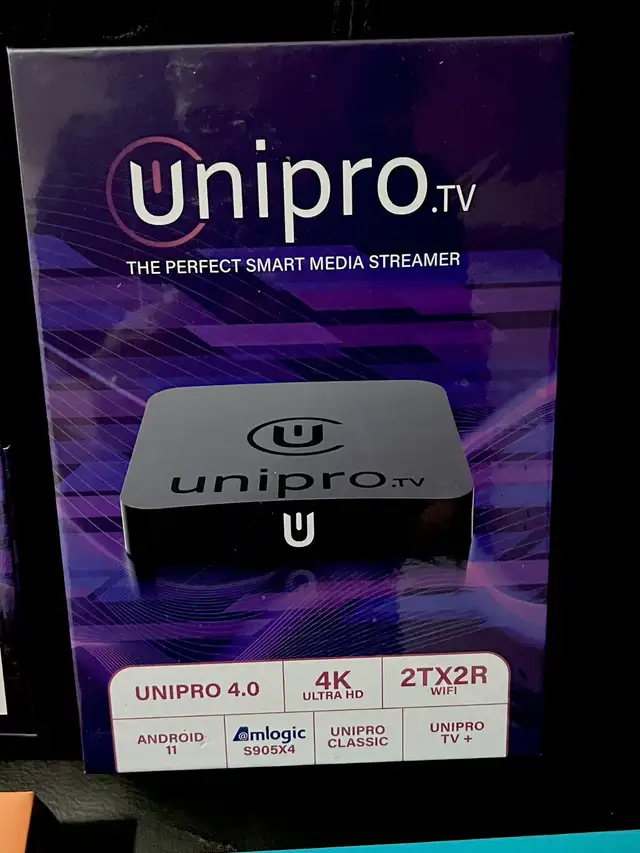 unipro.TV
THE PERFECT SMART MEDIA STREAMER
U
unipro.TV
U
UNIPRO 4.0
4K
ULTRA HD
2TX2R
WIFI
ANDROID
11
@mlogic
S905X4
UNIPRO
CLASSIC
UNIPRO
TV +